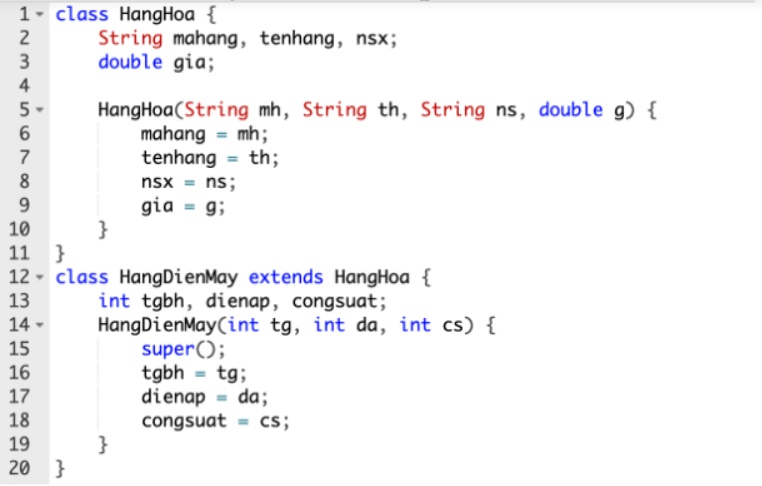 1 class HangHoa {
2 String mahang, tenhang, nsx;
3 double gia;
4
5 HangHoa(String mh, String th, String ns, double g) {
6 mahang = mh;
7 tenhang = th;
8 nsx = ns;
9 gia = g;
10 }
11 }
12 class HangDienMay extends HangHoa {
13 int tgbh, dienap, congsuat;
14 HangDienMay(int tg, int da, int cs) {
15 super();
16 tgbh = tg;
17 dienap = da;
18 congsuat = cs;
19 }
20 }